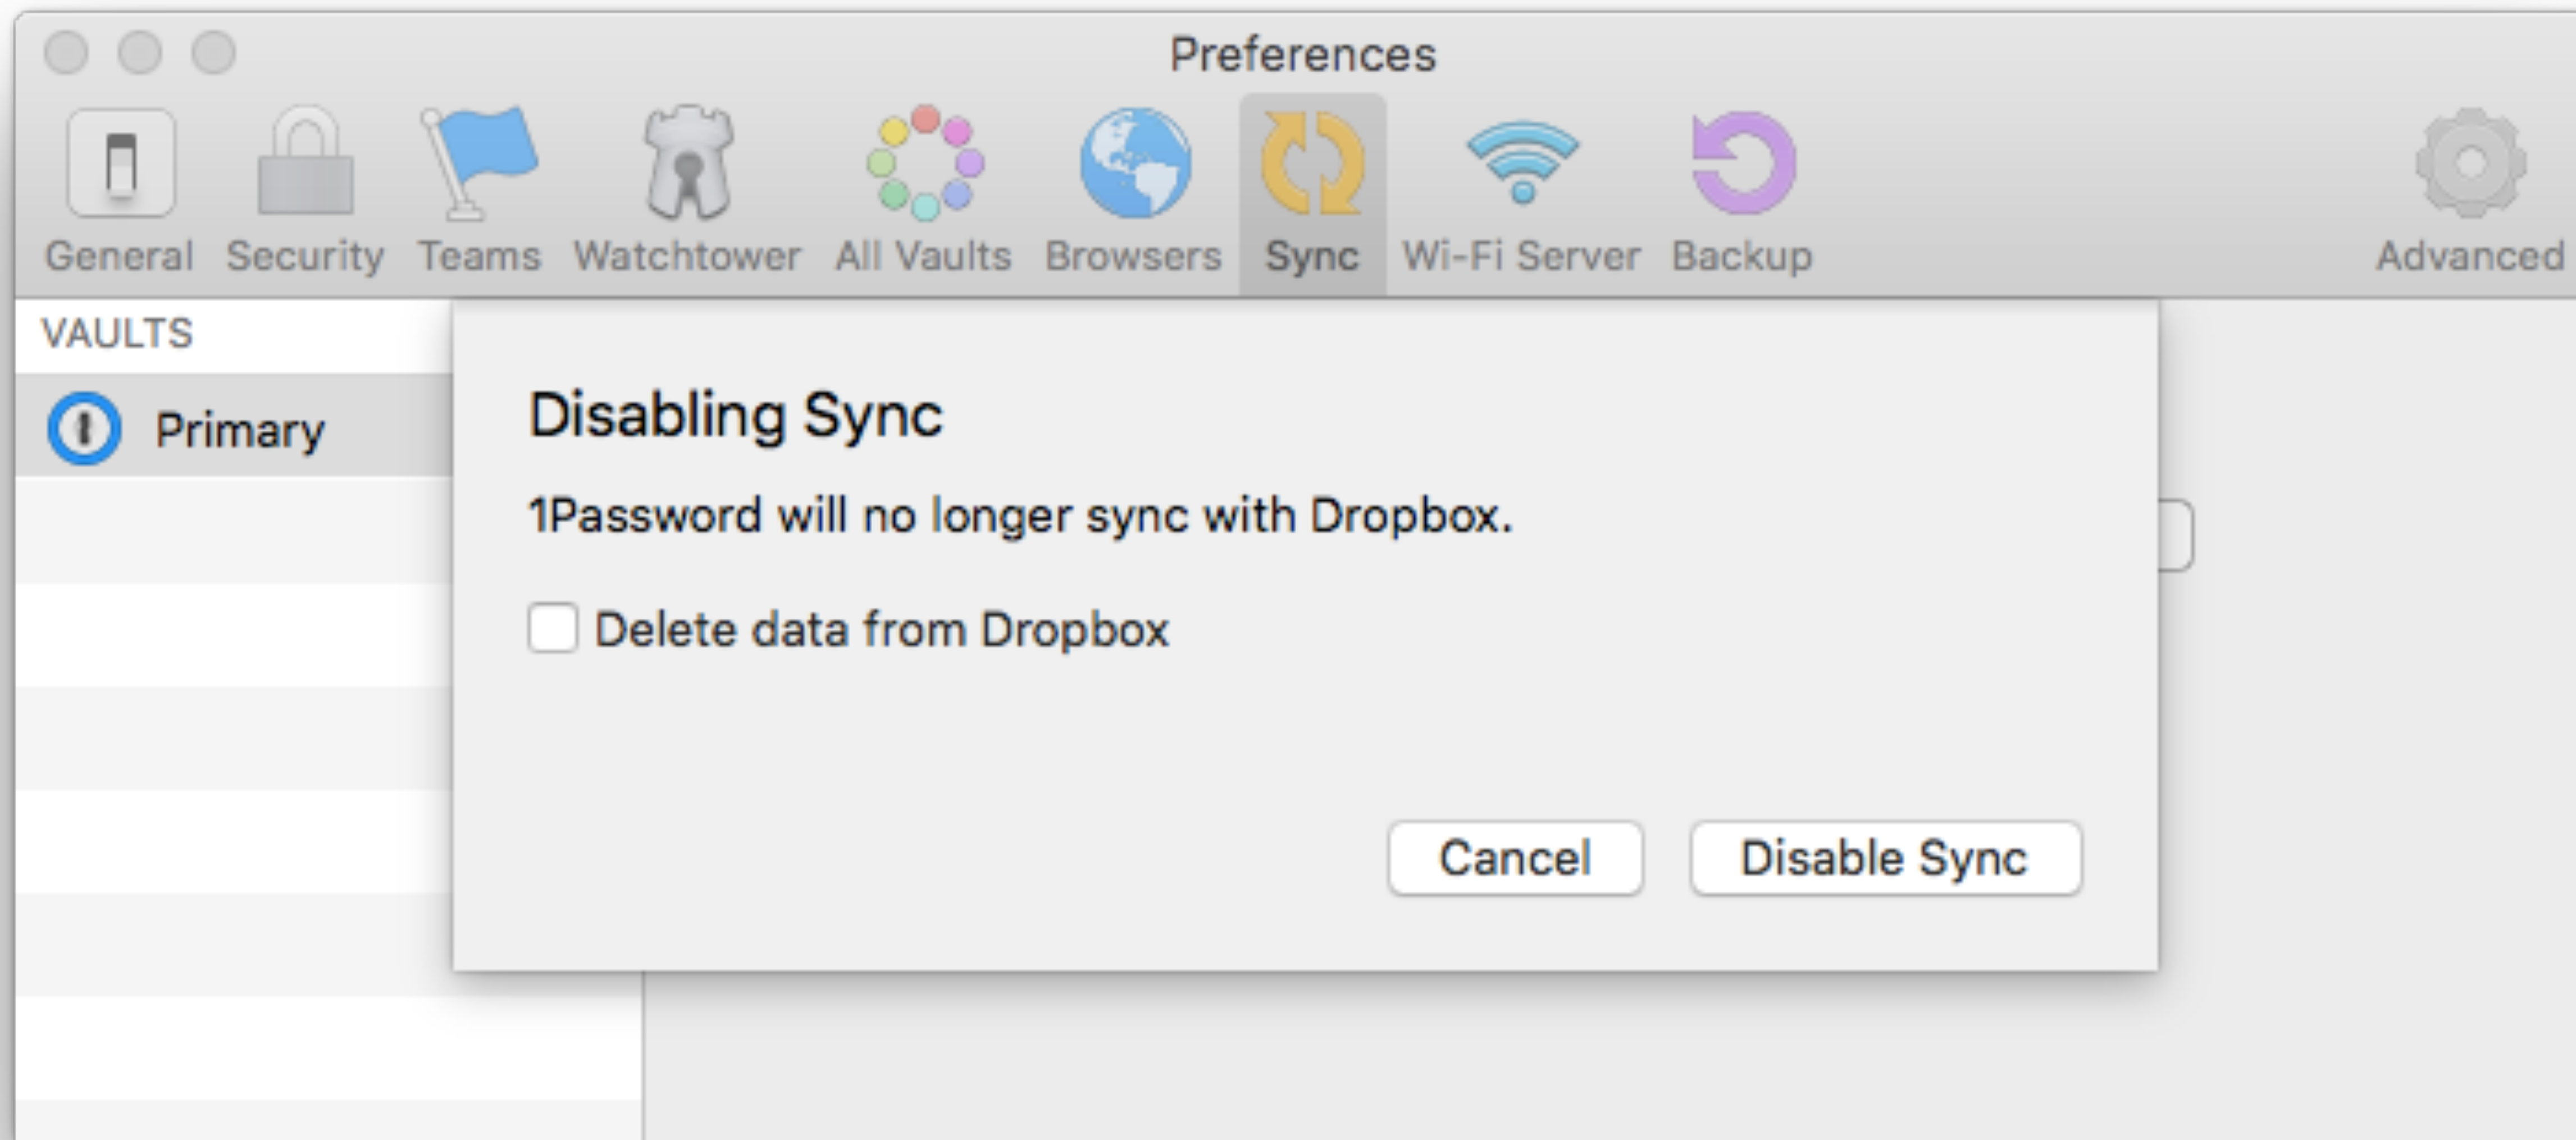 Preferences
General Security Teams Watchtower All Vaults Browsers Sync Wi-Fi Server Backup Advanced
VAULTS
Primary
Disabling Sync
1Password will no longer sync with Dropbox.
Delete data from Dropbox
Cancel Disable Sync